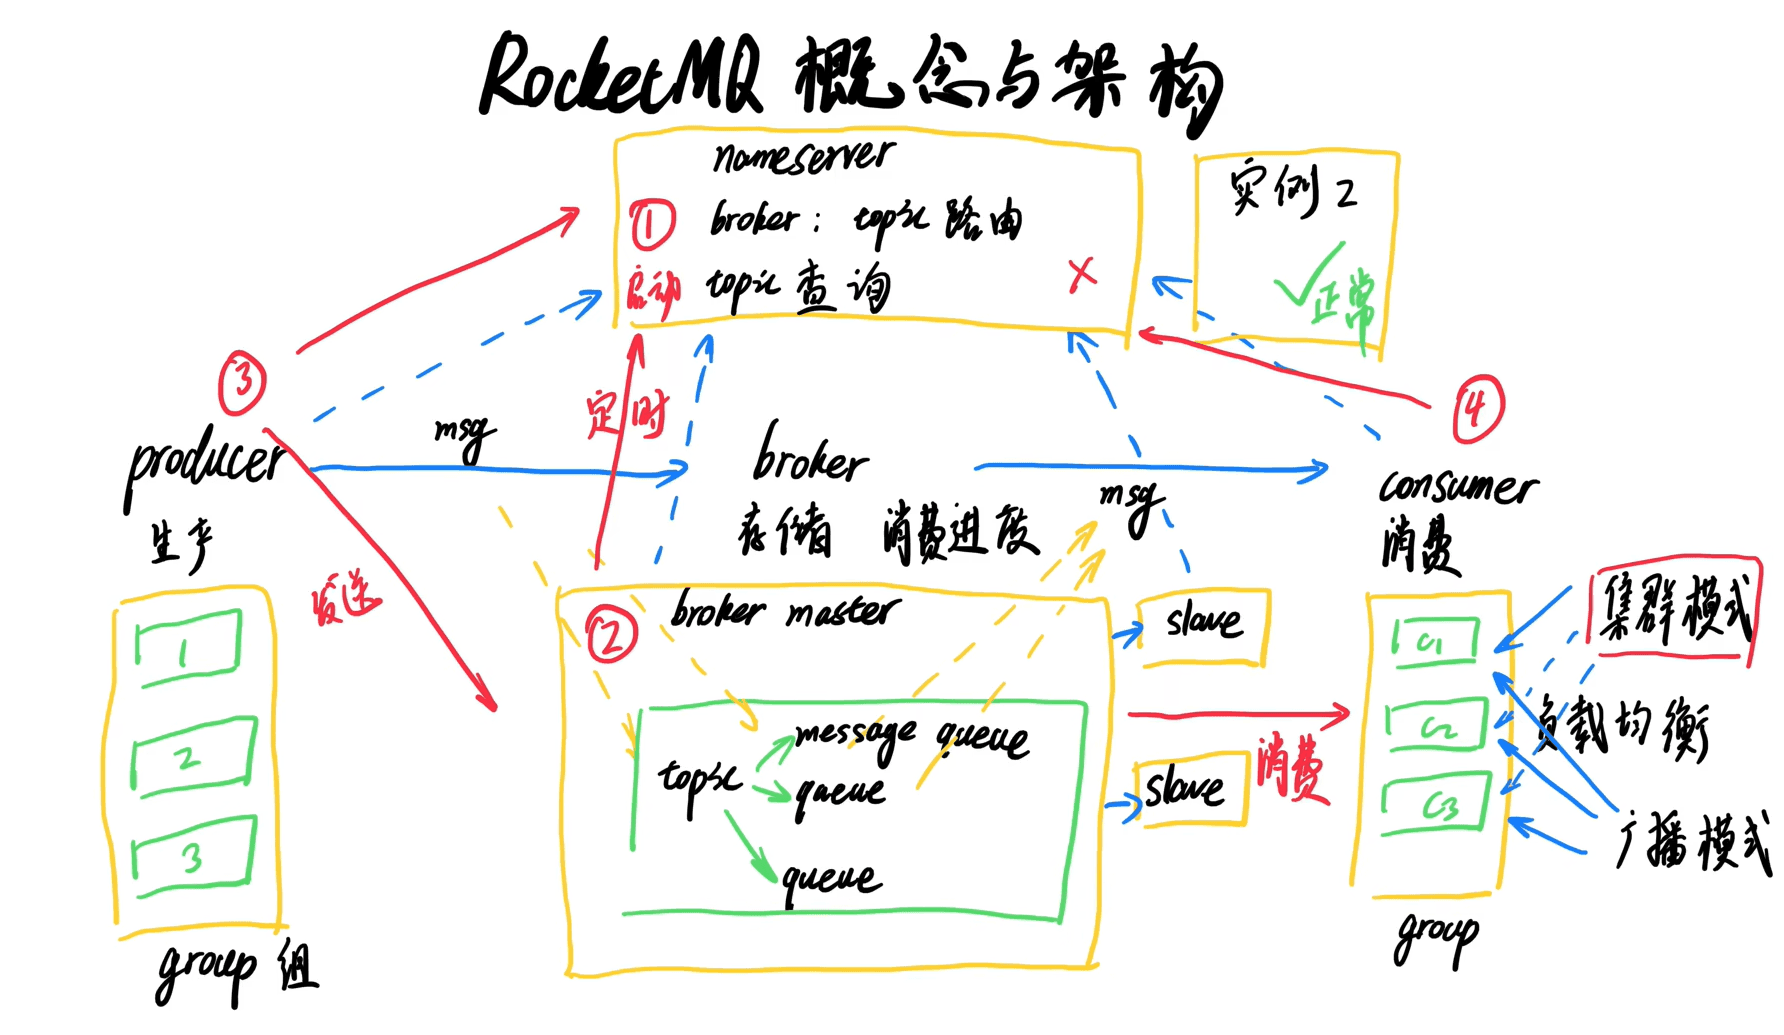 RocketMQ 概念与架构
nameserver
① broker: topic 路由
启动 topic 查询
×
实例2
✓正常
③
④
定时
msg
producer
生产
broker
存储 消费进度
msg
consumer
消费
发送
② broker master
slave
slave
topic
message queue
queue
queue
消费
1
2
3
group 组
C1
C2
C3
group
集群模式
负载均衡
广播模式